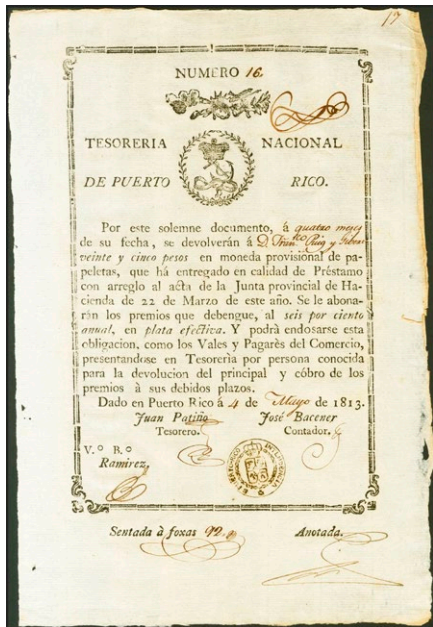 17
NUMERO 16.
TESORERIA NACIONAL
DE PUERTO RICO.
Por este solemne documento, á quatro meses
de su fecha, se devolverán á D. Fran.co Puig y
veinte y cinco pesos en moneda provisional de pa-
peletas, que há entregado en calidad de Préstamo
con arreglo al acta de la Junta provincial de Ha-
cienda de 22 de Marzo de este año. Se le abona-
rán los premios que debengue, al seis por ciento
anual, en plata efectiva. Y podrà endosarse esta
obligacion, como los Vales y Pagarès del Comercio,
presentandose en Tesorerìa por persona conocida
para la devolucion del principal y cóbro de los
premios à sus debidos plazos.
Dado en Puerto Rico á 4 de Mayo de 1813.
Juan Patiño José Bacener
Tesorero. Contador.
V.º B.º
Ramirez.
Sentada à foxas 92. Anotada.